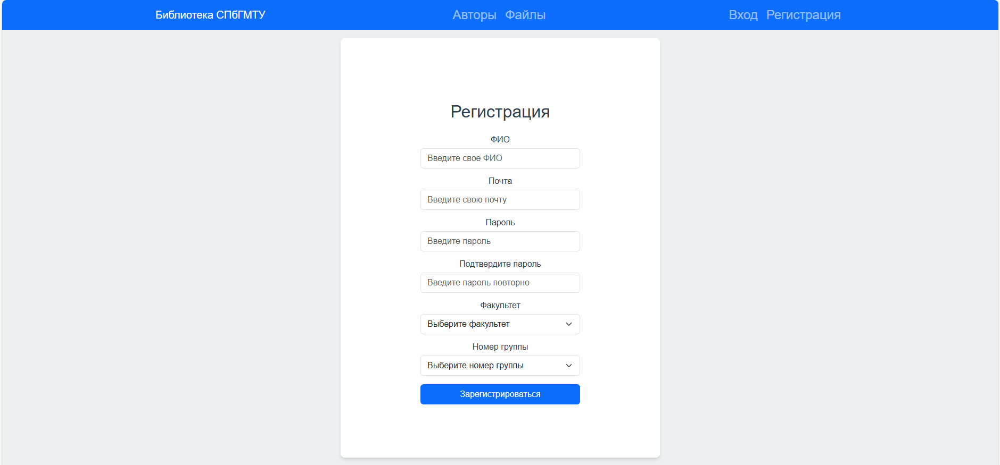 Библиотека СПбГМТУ Авторы Файлы Вход Регистрация
Регистрация
ФИО
Введите свое ФИО
Почта
Введите свою почту
Пароль
Введите пароль
Подтвердите пароль
Введите пароль повторно
Факультет
Выберите факультет
Номер группы
Выберите номер группы
Зарегистрироваться